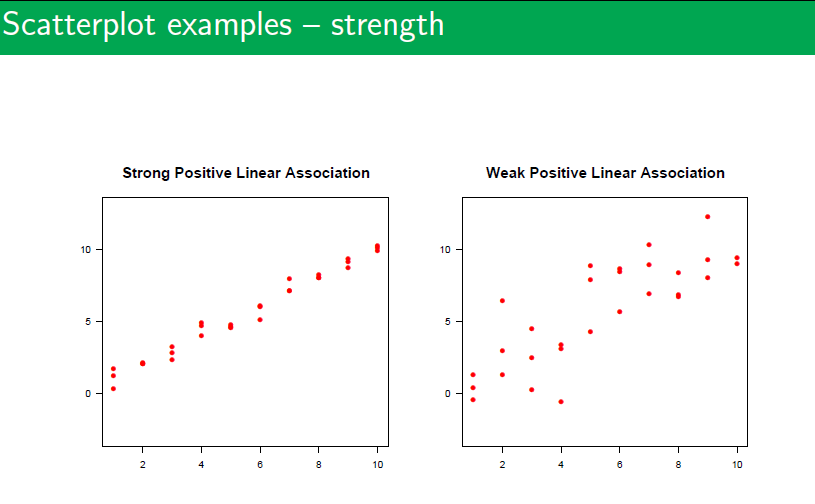 Scatterplot examples – strength
Strong Positive Linear Association
10
5
0
2 4 6 8 10
Weak Positive Linear Association
10
5
0
2 4 6 8 10